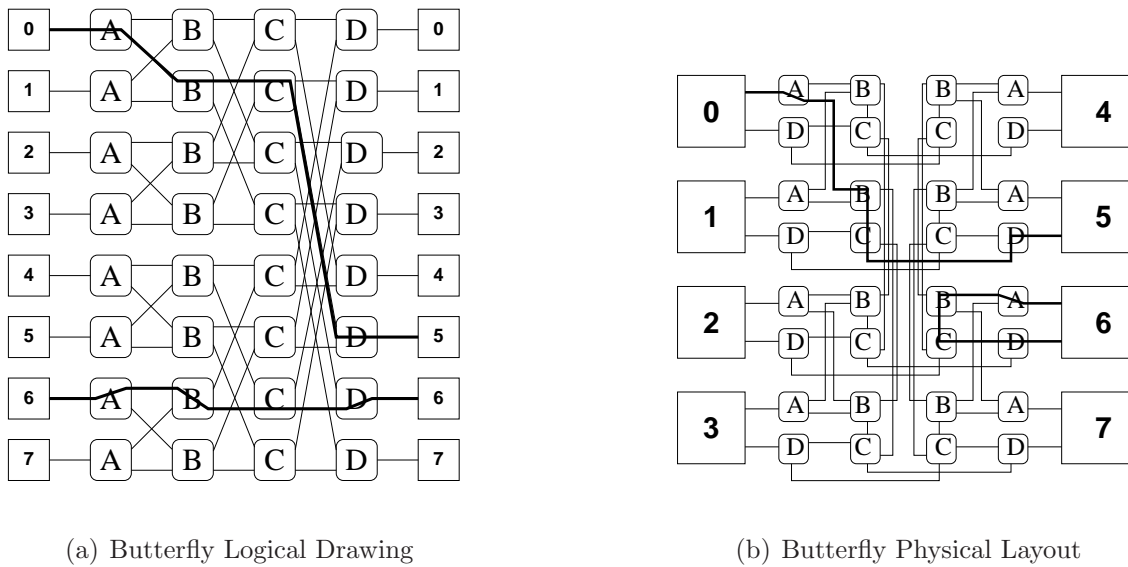 0 A B C D 0
1 A B C D 1
2 A B C D 2
3 A B C D 3
4 A B C D 4
5 A B C D 5
6 A B C D 6
7 A B C D 7
(a) Butterfly Logical Drawing
0 A B B A 4
D C C D
1 A B B A 5
D C C D
2 A B B A 6
D C C D
3 A B B A 7
D C C D
(b) Butterfly Physical Layout